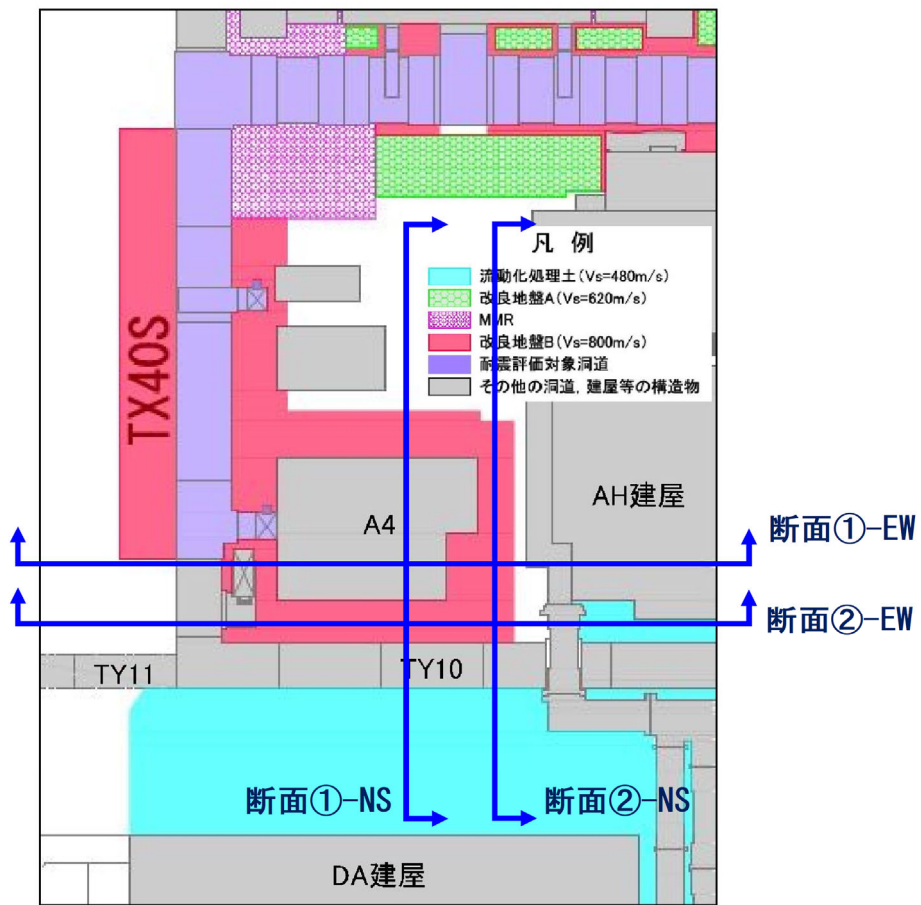 凡 例
流動化処理土(Vs=480m/s)
改良地盤A(Vs=620m/s)
MMR
改良地盤B(Vs=800m/s)
耐震評価対象洞道
その他の洞道, 建屋等の構造物
TX40S
A4
AH建屋
断面①-EW
断面②-EW
TY11
TY10
断面①-NS
断面②-NS
DA建屋